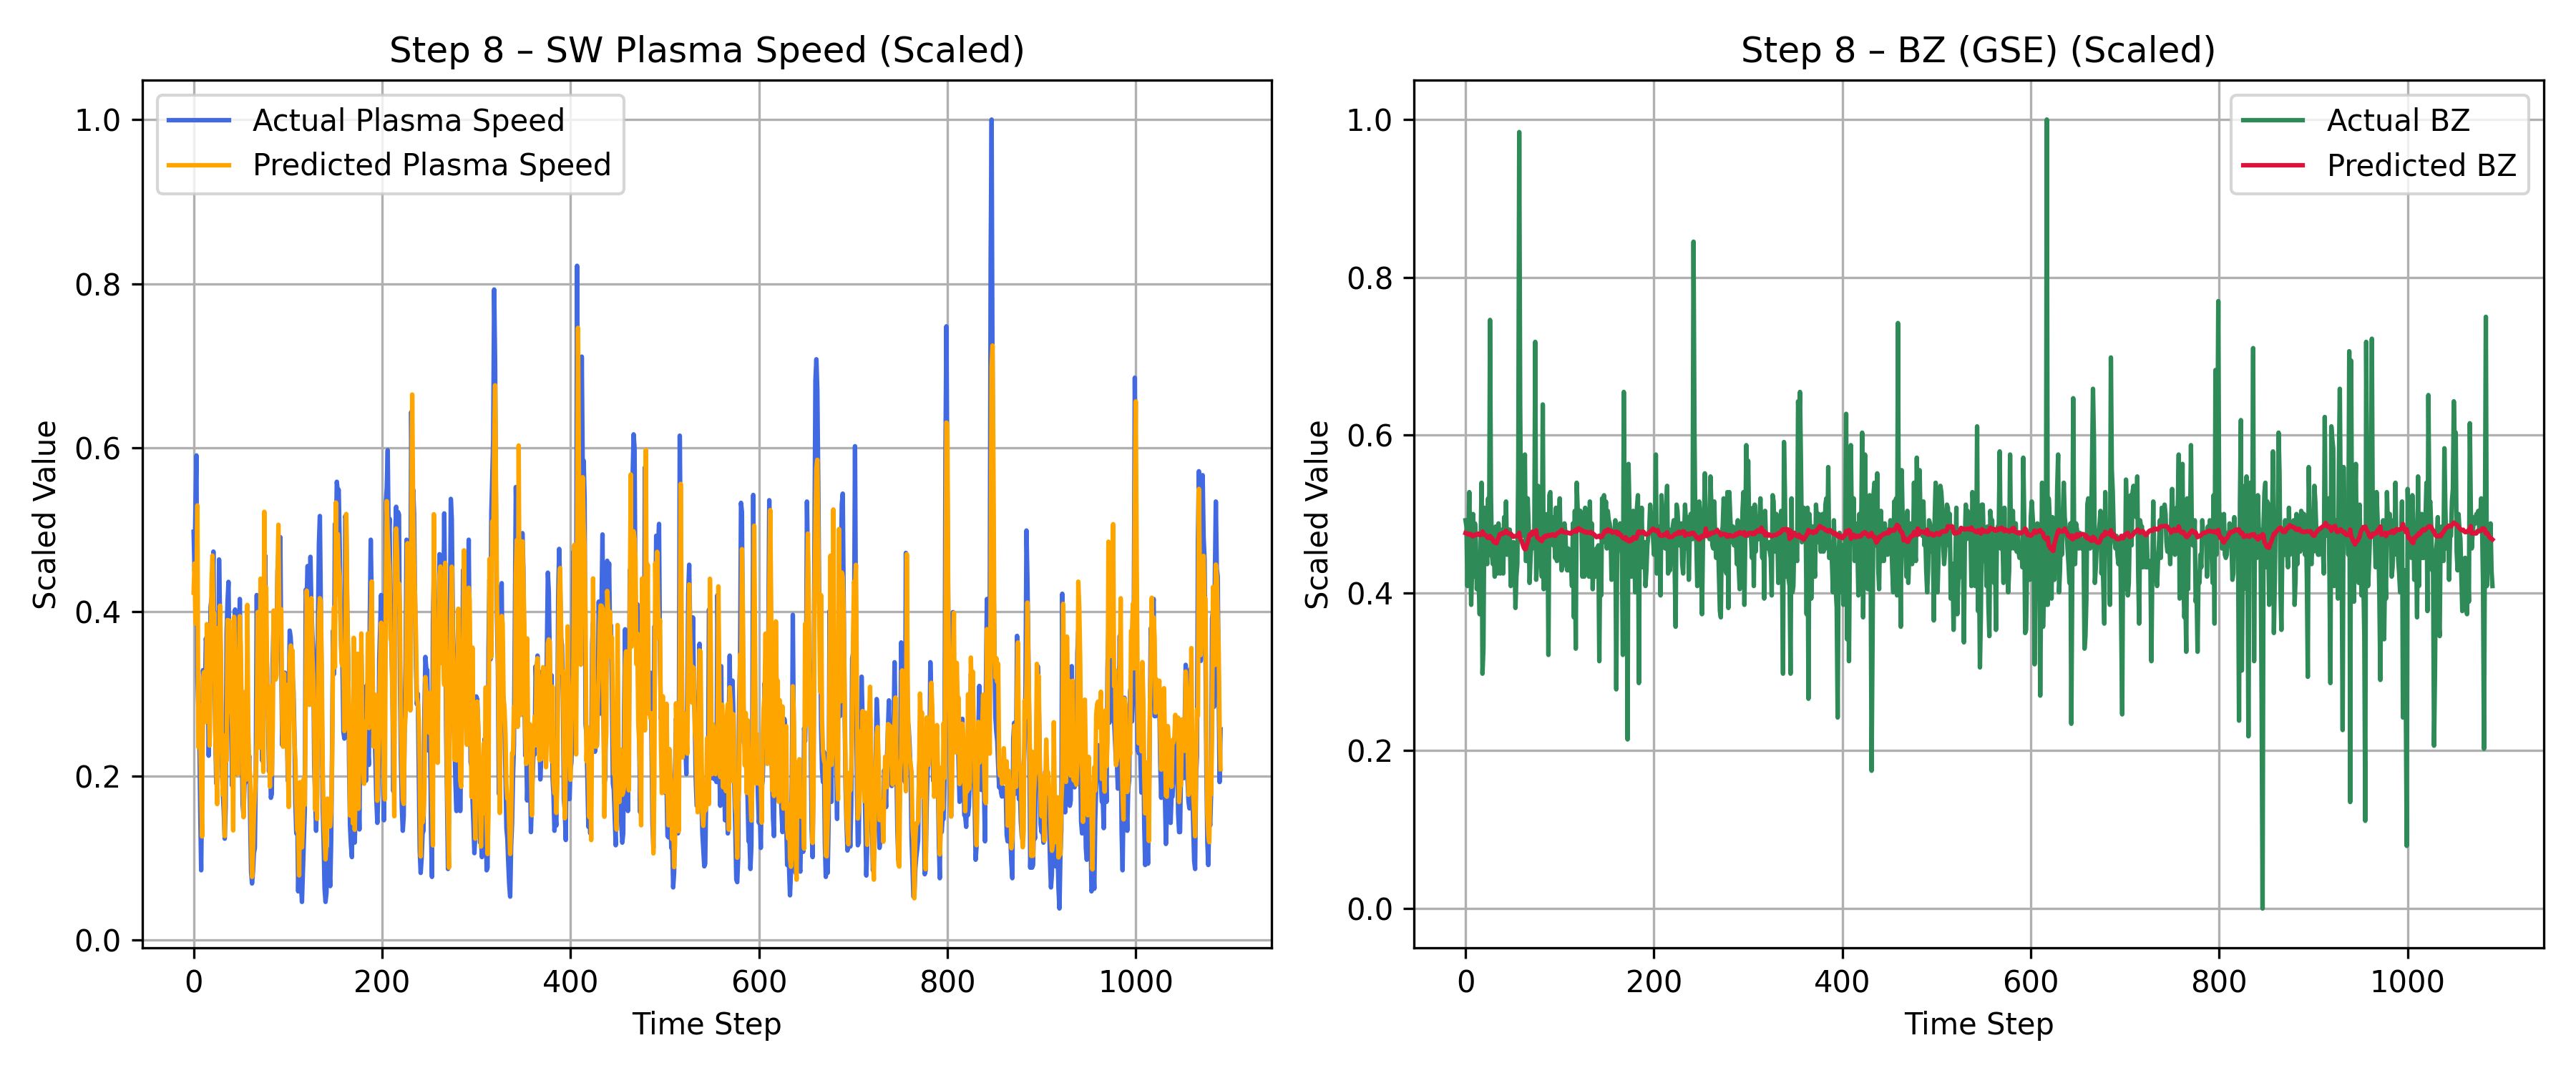 Step 8 – SW Plasma Speed (Scaled)
Actual Plasma Speed
Predicted Plasma Speed
Scaled Value
1.0
0.8
0.6
0.4
0.2
0.0
0 200 400 600 800 1000
Time Step
Step 8 – BZ (GSE) (Scaled)
Actual BZ
Predicted BZ
Scaled Value
1.0
0.8
0.6
0.4
0.2
0.0
0 200 400 600 800 1000
Time Step